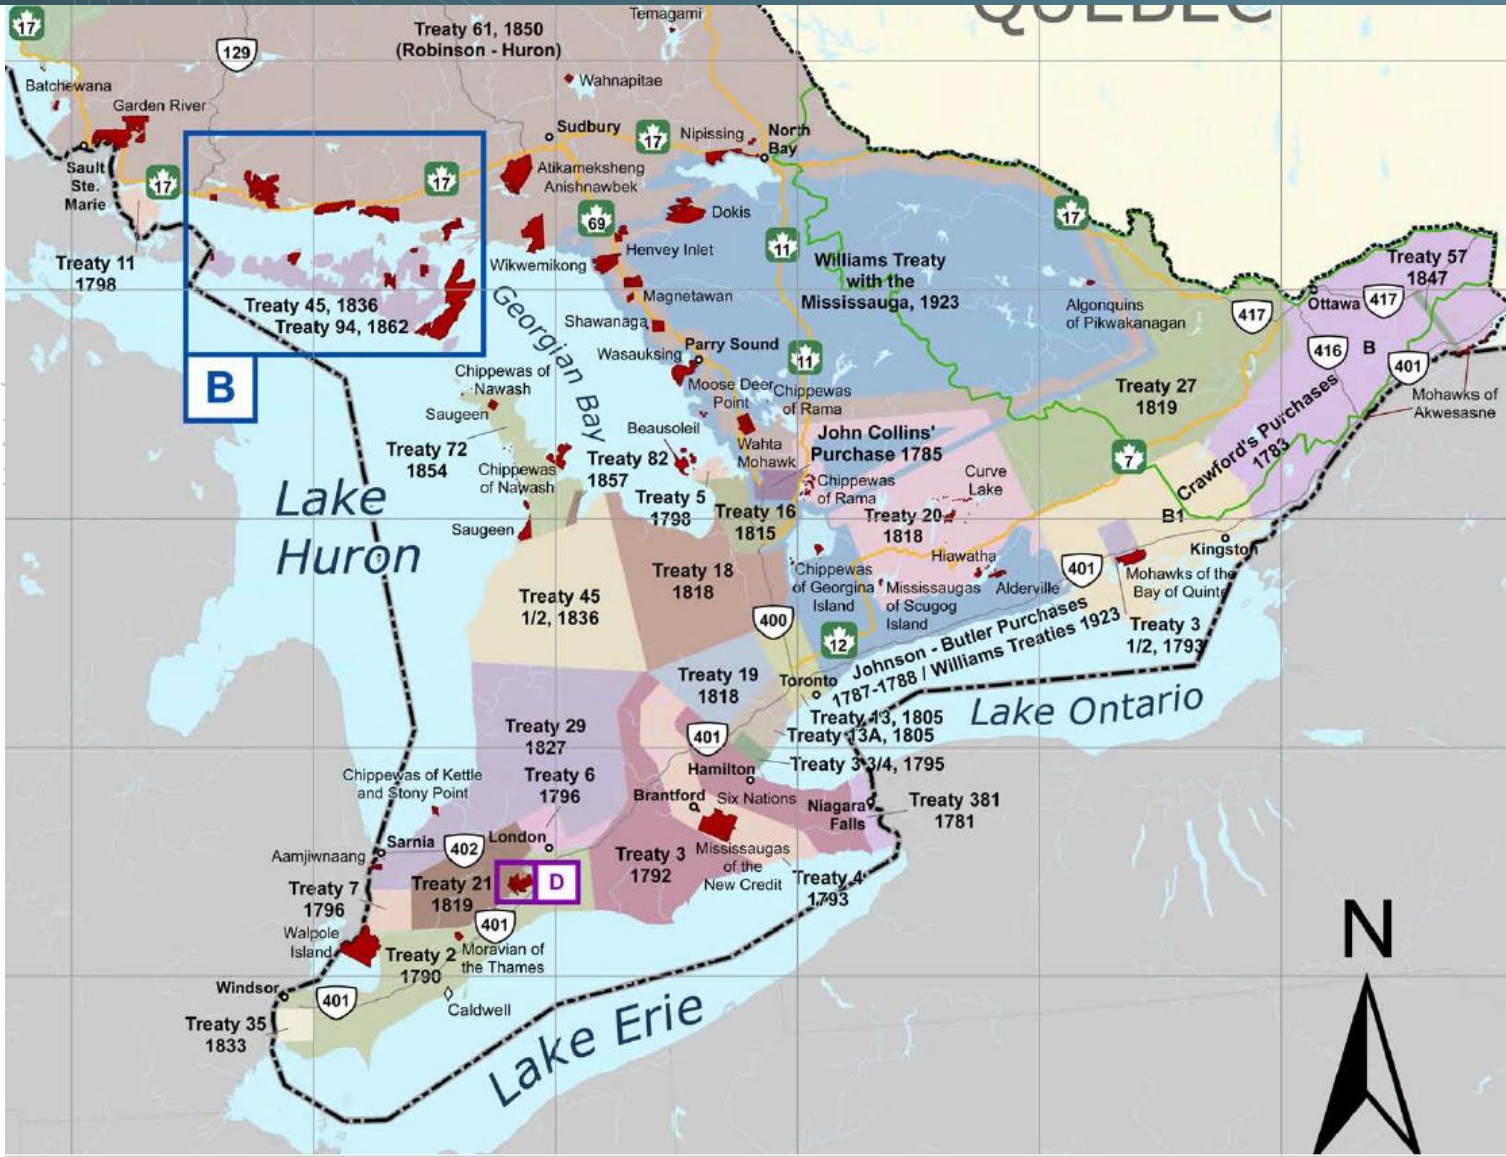 QUEBEC
17
Temagami
Treaty 61, 1850
(Robinson - Huron)
129
Batchewana
Wahnapitae
Garden River
Sudbury
17
Nipissing
North
Bay
Sault
Ste.
Marie
17
17
Atikameksheng
Anishnawbek
69
Dokis
17
11
Henvey Inlet
Wikwemikong
Treaty 11
1798
Williams Treaty
with the
Mississauga, 1923
Treaty 57
1847
Treaty 45, 1836
Treaty 94, 1862
Georgian Bay
Magnetawan
Algonquins
of Pikwakanagan
417
Ottawa
417
Shawanaga
Wasauksing
Parry Sound
11
416
B
401
B
Chippewas of
Nawash
Moose Deer
Point
Chippewas
of Rama
Treaty 27
1819
Mohawks of
Akwesasne
Saugeen
Beausoleil
John Collins'
Purchase 1785
Crawford's Purchases
1783
Treaty 72
1854
Chippewas
of Nawash
Treaty 82
1857
Wahta
Mohawk
7
Lake
Huron
Treaty 5
1798
Treaty 16
1815
Chippewas
of Rama
Curve
Lake
Treaty 20
1818
B1
Saugeen
Kingston
Hiawatha
401
Treaty 18
1818
Chippewas
of Georgina
Island
Mississaugas
of Scugog
Island
Alderville
Mohawks of the
Bay of Quinte
Treaty 45
1/2, 1836
400
12
Treaty 3
1/2, 1793
Johnson - Butler Purchases
1787-1788 / Williams Treaties 1923
Treaty 19
1818
Toronto
Lake Ontario
Treaty 13, 1805
Treaty 13A, 1805
Treaty 29
1827
401
Treaty 3 3/4, 1795
Hamilton
Chippewas of Kettle
and Stony Point
Treaty 6
1796
Brantford
Six Nations
Niagara
Falls
Treaty 381
1781
Sarnia
402
London
Aamjiwnaang
Treaty 3
1792
Mississaugas
of the
New Credit
Treaty 4
1793
Treaty 7
1796
Treaty 21
1819
D
401
Walpole
Island
Treaty 2
1790
Moravian of
the Thames
N
Windsor
401
Caldwell
Treaty 35
1833
Lake Erie